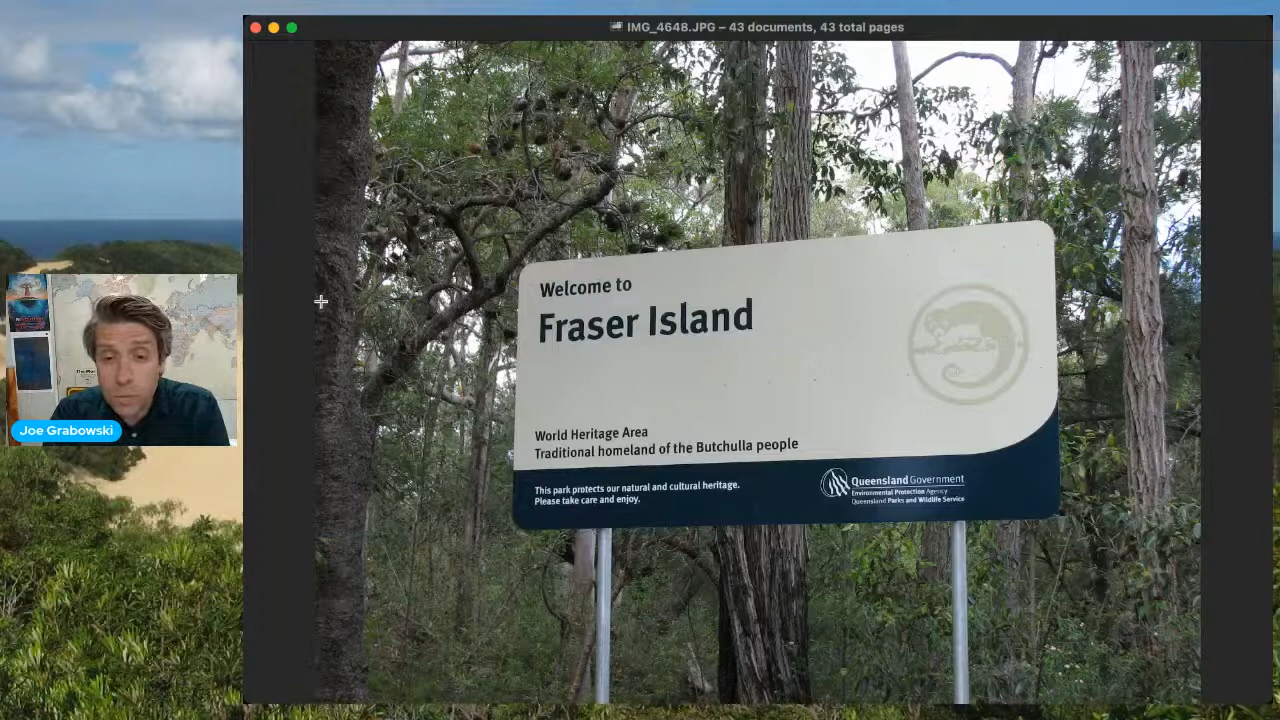 IMG_4648.JPG – 43 documents, 43 total pages
Welcome to
Fraser Island
World Heritage Area
Traditional homeland of the Butchulla people
This park protects our natural and cultural heritage.
Please take care and enjoy.
QueenslandGovernment
Environmental Protection Agency
Queensland Parks and Wildlife Service
Joe Grabowski